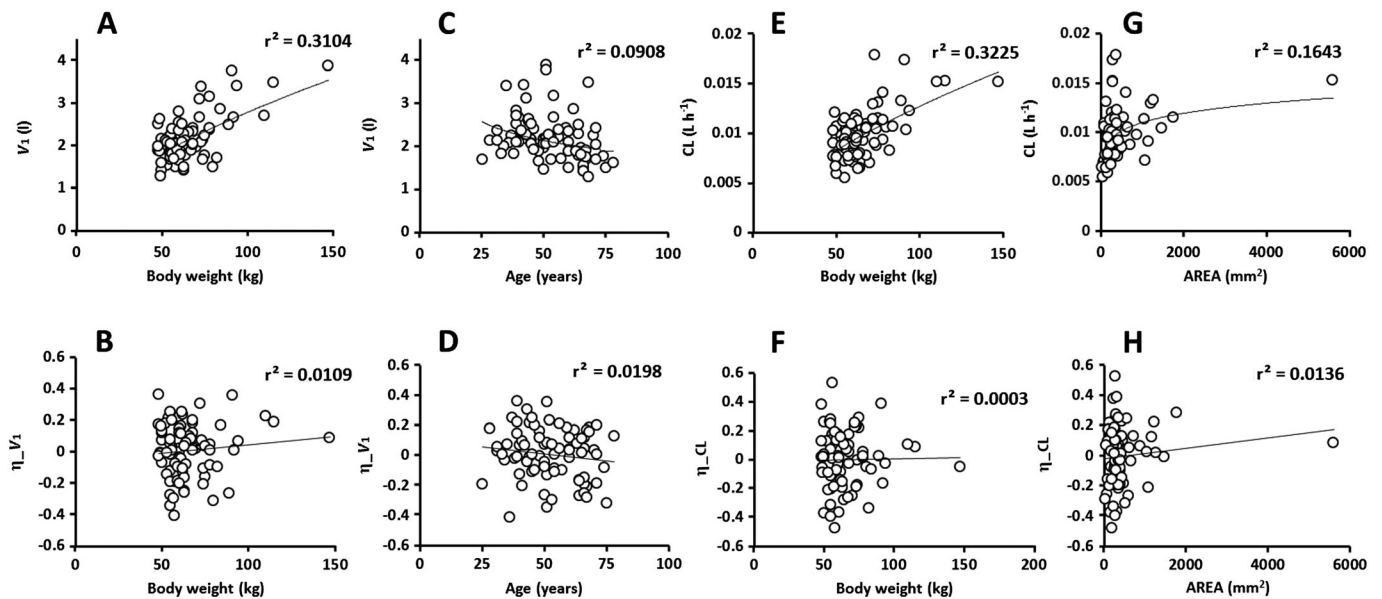 A
r² = 0.3104
V₁ (l)
4
3
2
1
0
50
100
150
Body weight (kg)
C
r² = 0.0908
V₁ (l)
4
3
2
1
0
0
25
50
75
100
Age (years)
E
r² = 0.3225
CL (L h⁻¹)
0.02
0.015
0.01
0.005
0
0
50
100
150
Body weight (kg)
G
r² = 0.1643
CL (L h⁻¹)
0.02
0.015
0.01
0.005
0
0
2000
4000
6000
AREA (mm²)
B
r² = 0.0109
η_V₁
0.6
0.4
0.2
0
-0.2
-0.4
-0.6
0
50
100
150
Body weight (kg)
D
r² = 0.0198
η_V₁
0.6
0.4
0.2
0
-0.2
-0.4
-0.6
0
25
50
75
100
Age (years)
F
r² = 0.0003
η_CL
0.6
0.4
0.2
0
-0.2
-0.4
-0.6
0
50
100
150
Body weight (kg)
H
r² = 0.0136
η_CL
0.6
0.4
0.2
0
-0.2
-0.4
-0.6
0
2000
4000
6000
AREA (mm²)